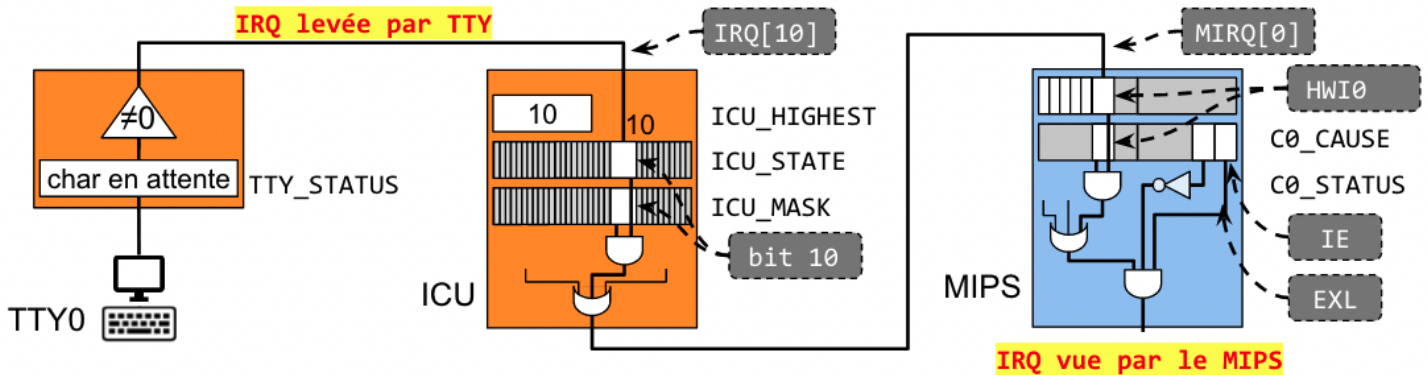 IRQ levée par TTY
IRQ[10]
MIRQ[0]
≠0
10
10
ICU_HIGHEST
HWI0
char en attente
TTY_STATUS
ICU_STATE
C0_CAUSE
ICU_MASK
C0_STATUS
bit 10
IE
ICU
MIPS
EXL
TTY0
IRQ vue par le MIPS